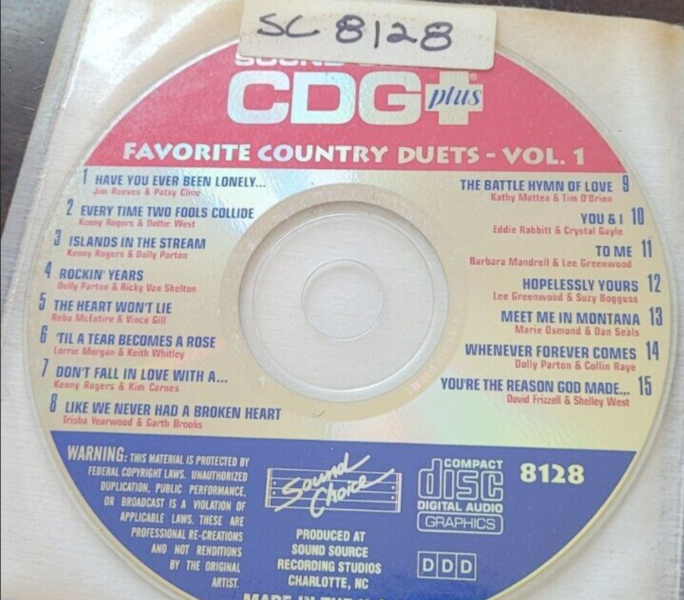 SC 8128
CDG plus
FAVORITE COUNTRY DUETS - VOL. 1
1 HAVE YOU EVER BEEN LONELY...
Jim Reeves & Patsy Cline
2 EVERY TIME TWO FOOLS COLLIDE
Kenny Rogers & Dottie West
3 ISLANDS IN THE STREAM
Kenny Rogers & Dolly Parton
4 ROCKIN' YEARS
Dolly Parton & Ricky Van Shelton
5 THE HEART WON'T LIE
Reba McEntire & Vince Gill
6 'TIL A TEAR BECOMES A ROSE
Lorrie Morgan & Keith Whitley
7 DON'T FALL IN LOVE WITH A...
Kenny Rogers & Kim Carnes
8 LIKE WE NEVER HAD A BROKEN HEART
Trisha Yearwood & Garth Brooks
THE BATTLE HYMN OF LOVE 9
Kathy Mattea & Tim O'Brien
YOU & I 10
Eddie Rabbitt & Crystal Gayle
TO ME 11
Barbara Mandrell & Lee Greenwood
HOPELESSLY YOURS 12
Lee Greenwood & Suzy Bogguss
MEET ME IN MONTANA 13
Marie Osmond & Dan Seals
WHENEVER FOREVER COMES 14
Dolly Parton & Collin Raye
YOU'RE THE REASON GOD MADE... 15
David Frizzell & Shelley West
WARNING: THIS MATERIAL IS PROTECTED BY
FEDERAL COPYRIGHT LAWS. UNAUTHORIZED
DUPLICATION, PUBLIC PERFORMANCE,
OR BROADCAST IS A VIOLATION OF
APPLICABLE LAWS. THESE ARE
PROFESSIONAL RE-CREATIONS
AND NOT RENDITIONS
BY THE ORIGINAL
ARTIST.
Sound
Choice
PRODUCED AT
SOUND SOURCE
RECORDING STUDIOS
CHARLOTTE, NC
MADE IN THE
COMPACT
disc
DIGITAL AUDIO
GRAPHICS
8128
DDD